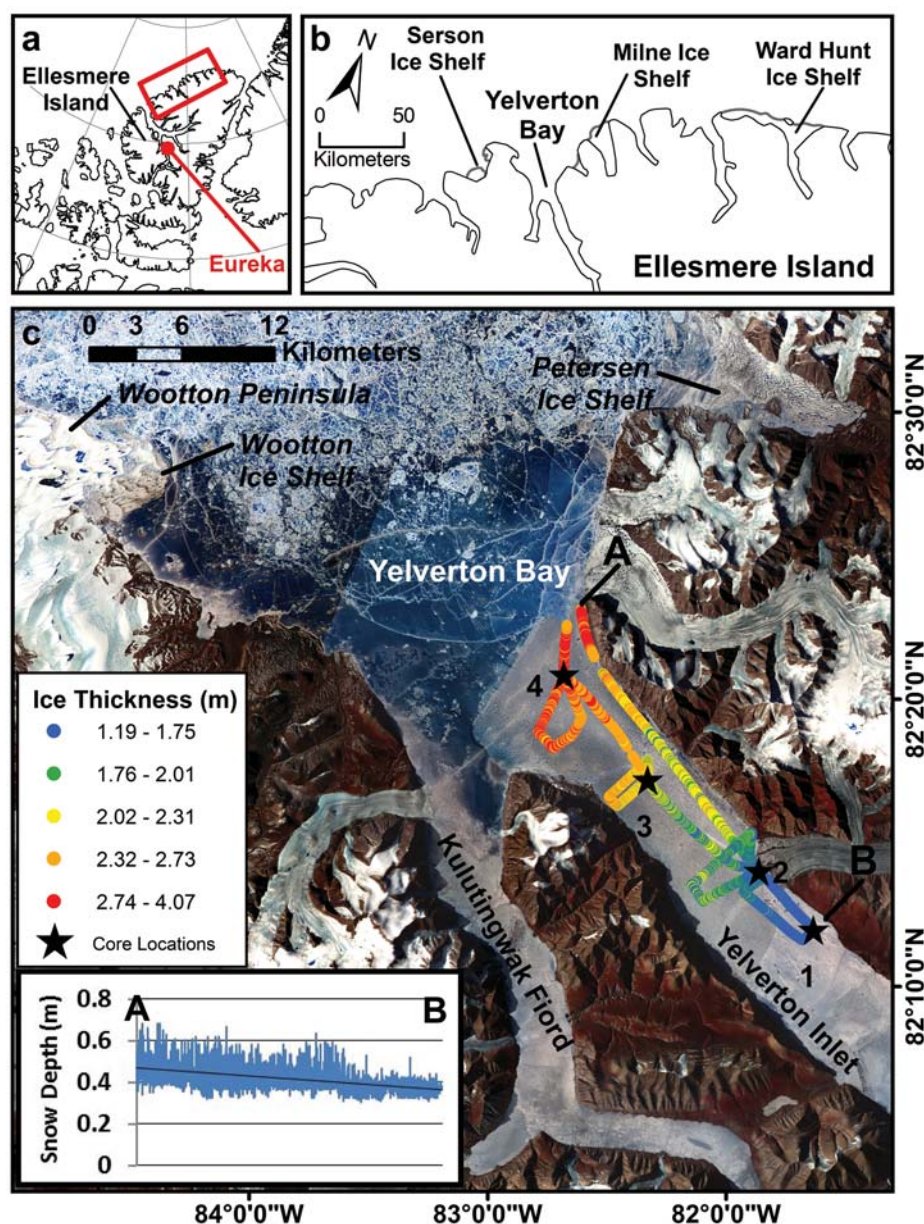 a
Ellesmere
Island
Eureka
b
N
0 50
Kilometers
Serson
Ice Shelf
Yelverton
Bay
Milne Ice
Shelf
Ward Hunt
Ice Shelf
Ellesmere Island
c
0 3 6 12
Kilometers
Wootton Peninsula
Wootton
Ice Shelf
Petersen
Ice Shelf
Yelverton Bay
A
4
3
2
B
1
Kulutingwak Fiord
Yelverton Inlet
Ice Thickness (m)
1.19 - 1.75
1.76 - 2.01
2.02 - 2.31
2.32 - 2.73
2.74 - 4.07
Core Locations
Snow Depth (m)
0.8
0.6
0.4
0.2
0
A
B
82°30'0"N
82°20'0"N
82°10'0"N
84°0'0"W 83°0'0"W 82°0'0"W